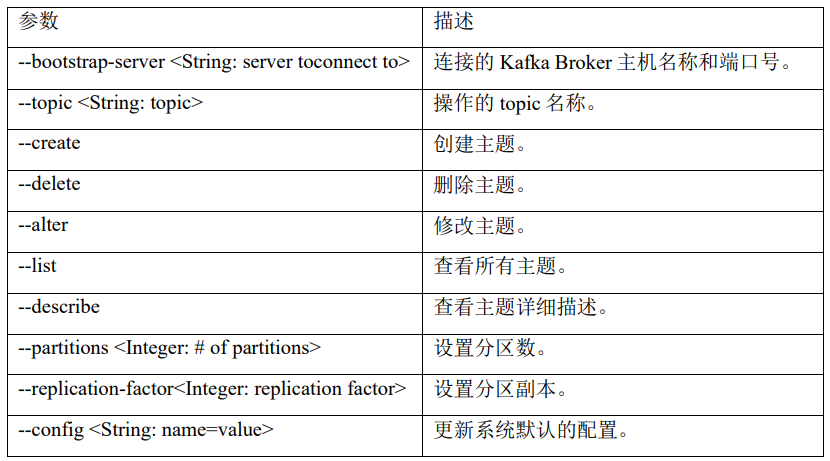 参数 描述
--bootstrap-server <String: server toconnect to> 连接的 Kafka Broker 主机名称和端口号。
--topic <String: topic> 操作的 topic 名称。
--create 创建主题。
--delete 删除主题。
--alter 修改主题。
--list 查看所有主题。
--describe 查看主题详细描述。
--partitions <Integer: # of partitions> 设置分区数。
--replication-factor<Integer: replication factor> 设置分区副本。
--config <String: name=value> 更新系统默认的配置。